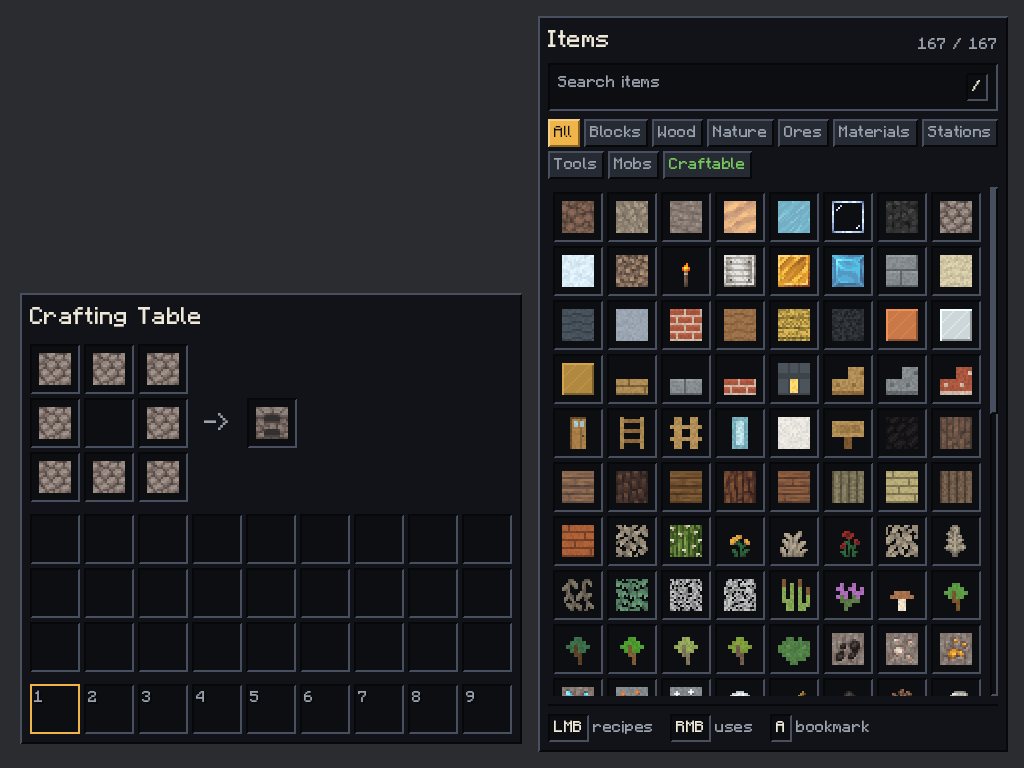 Items
167 / 167
Search items
/
All Blocks Wood Nature Ores Materials Stations
Tools Mobs Craftable
Crafting Table
->
1 2 3 4 5 6 7 8 9
LMB recipes RMB uses A bookmark